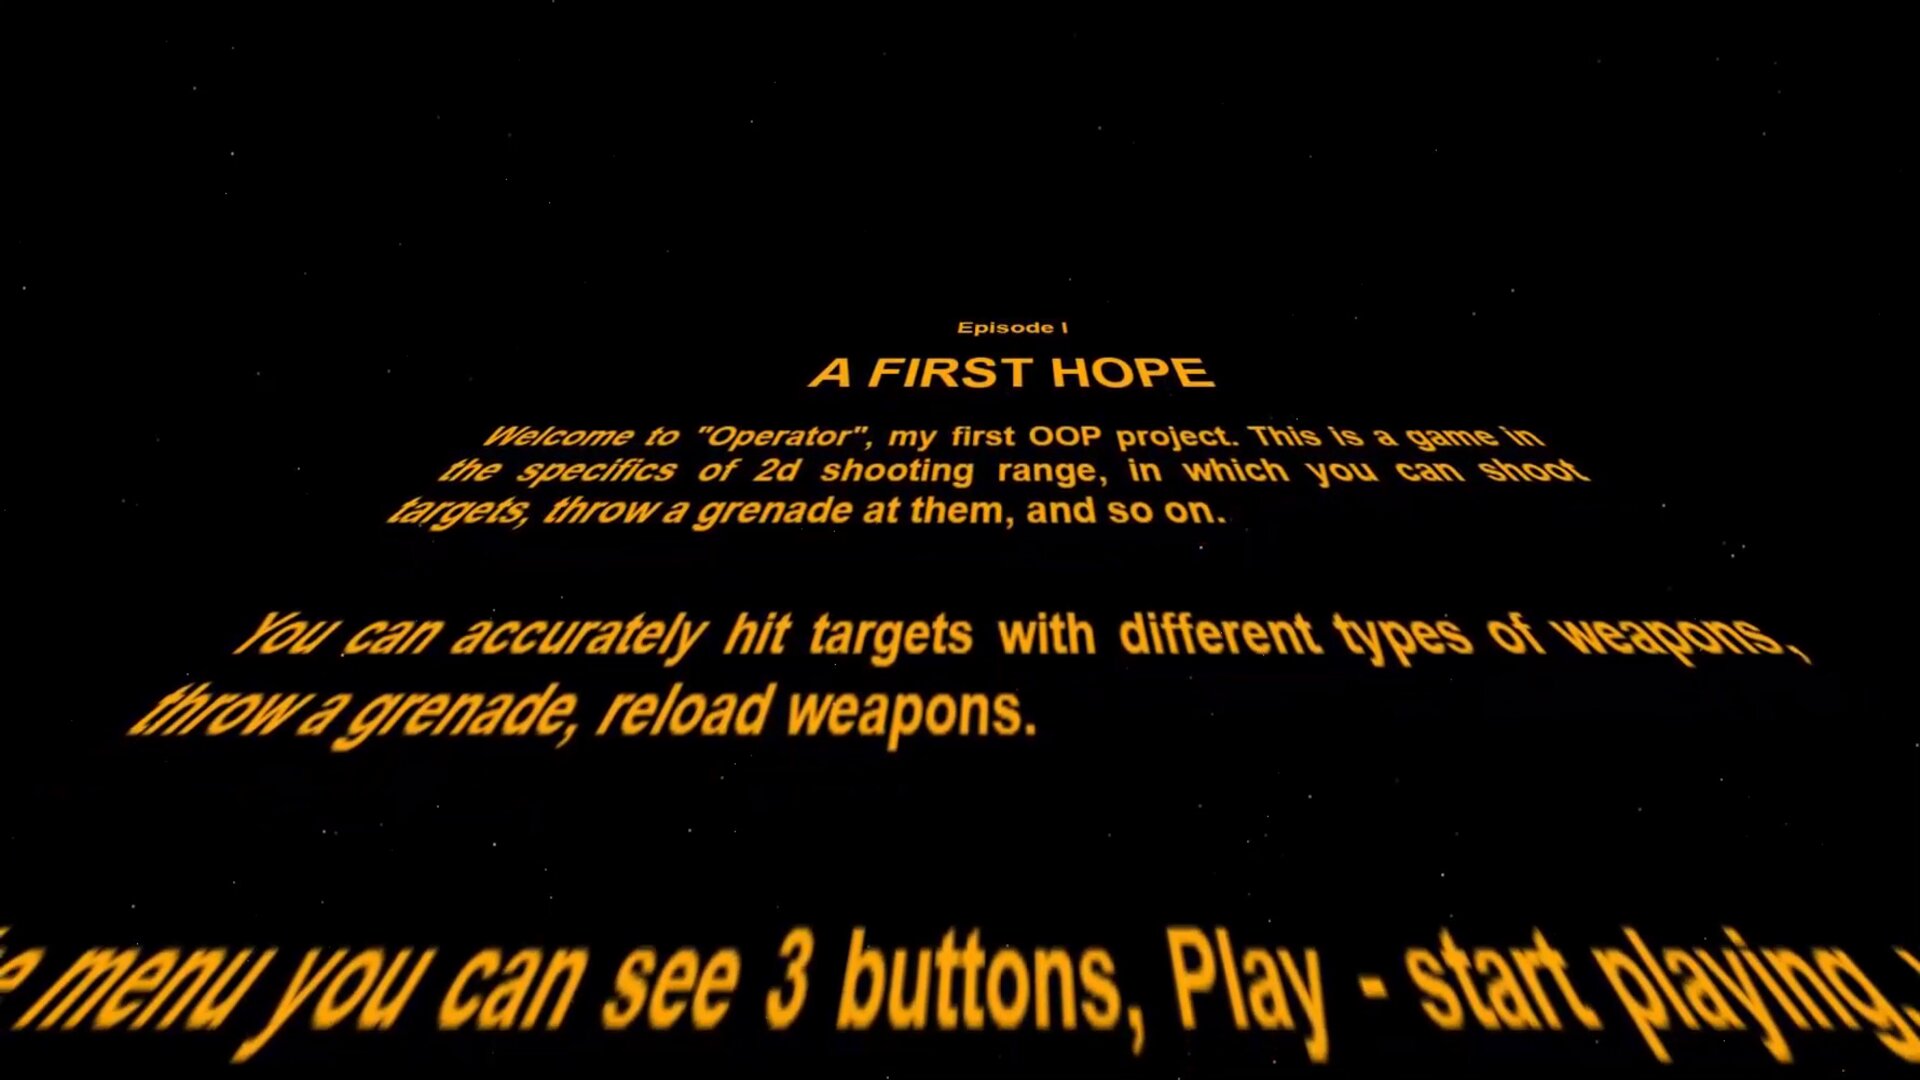 Episode I
A FIRST HOPE
Welcome to "Operator", my first OOP project. This is a game in
the specifics of 2d shooting range, in which you can shoot
targets, throw a grenade at them, and so on.
You can accurately hit targets with different types of weapons,
throw a grenade, reload weapons.
menu you can see 3 buttons, Play - start playing,